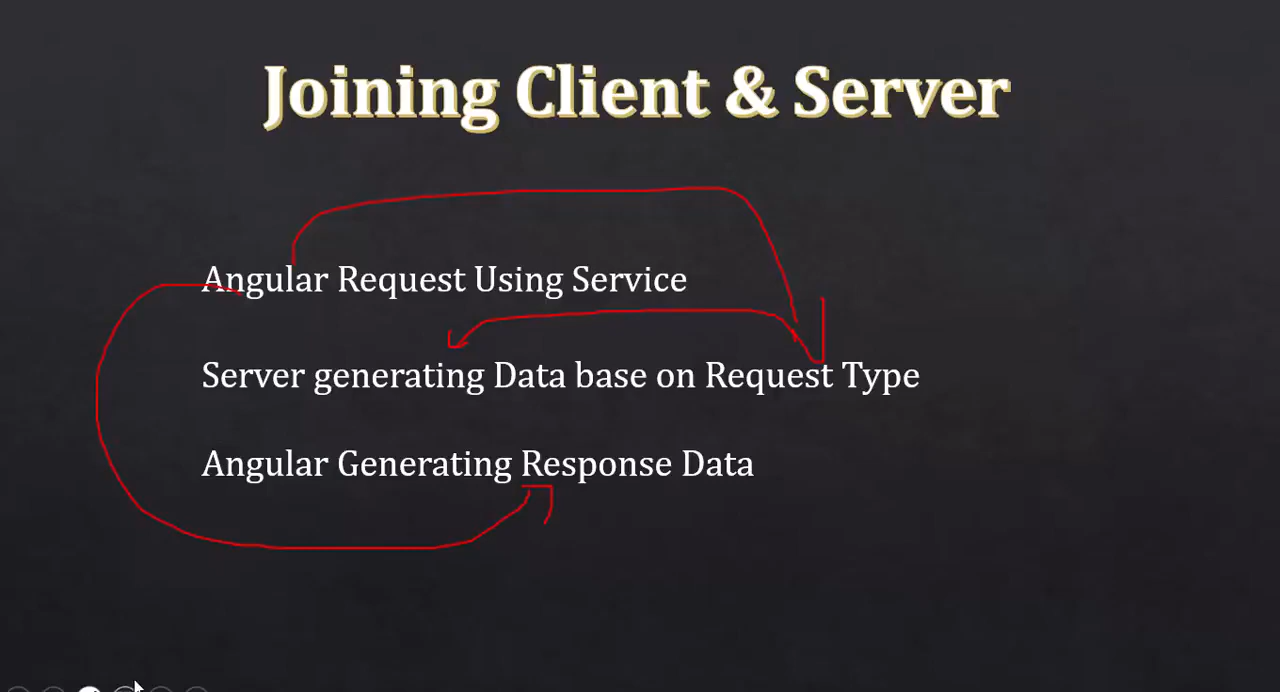 Joining Client & Server
Angular Request Using Service
Server generating Data base on Request Type
Angular Generating Response Data